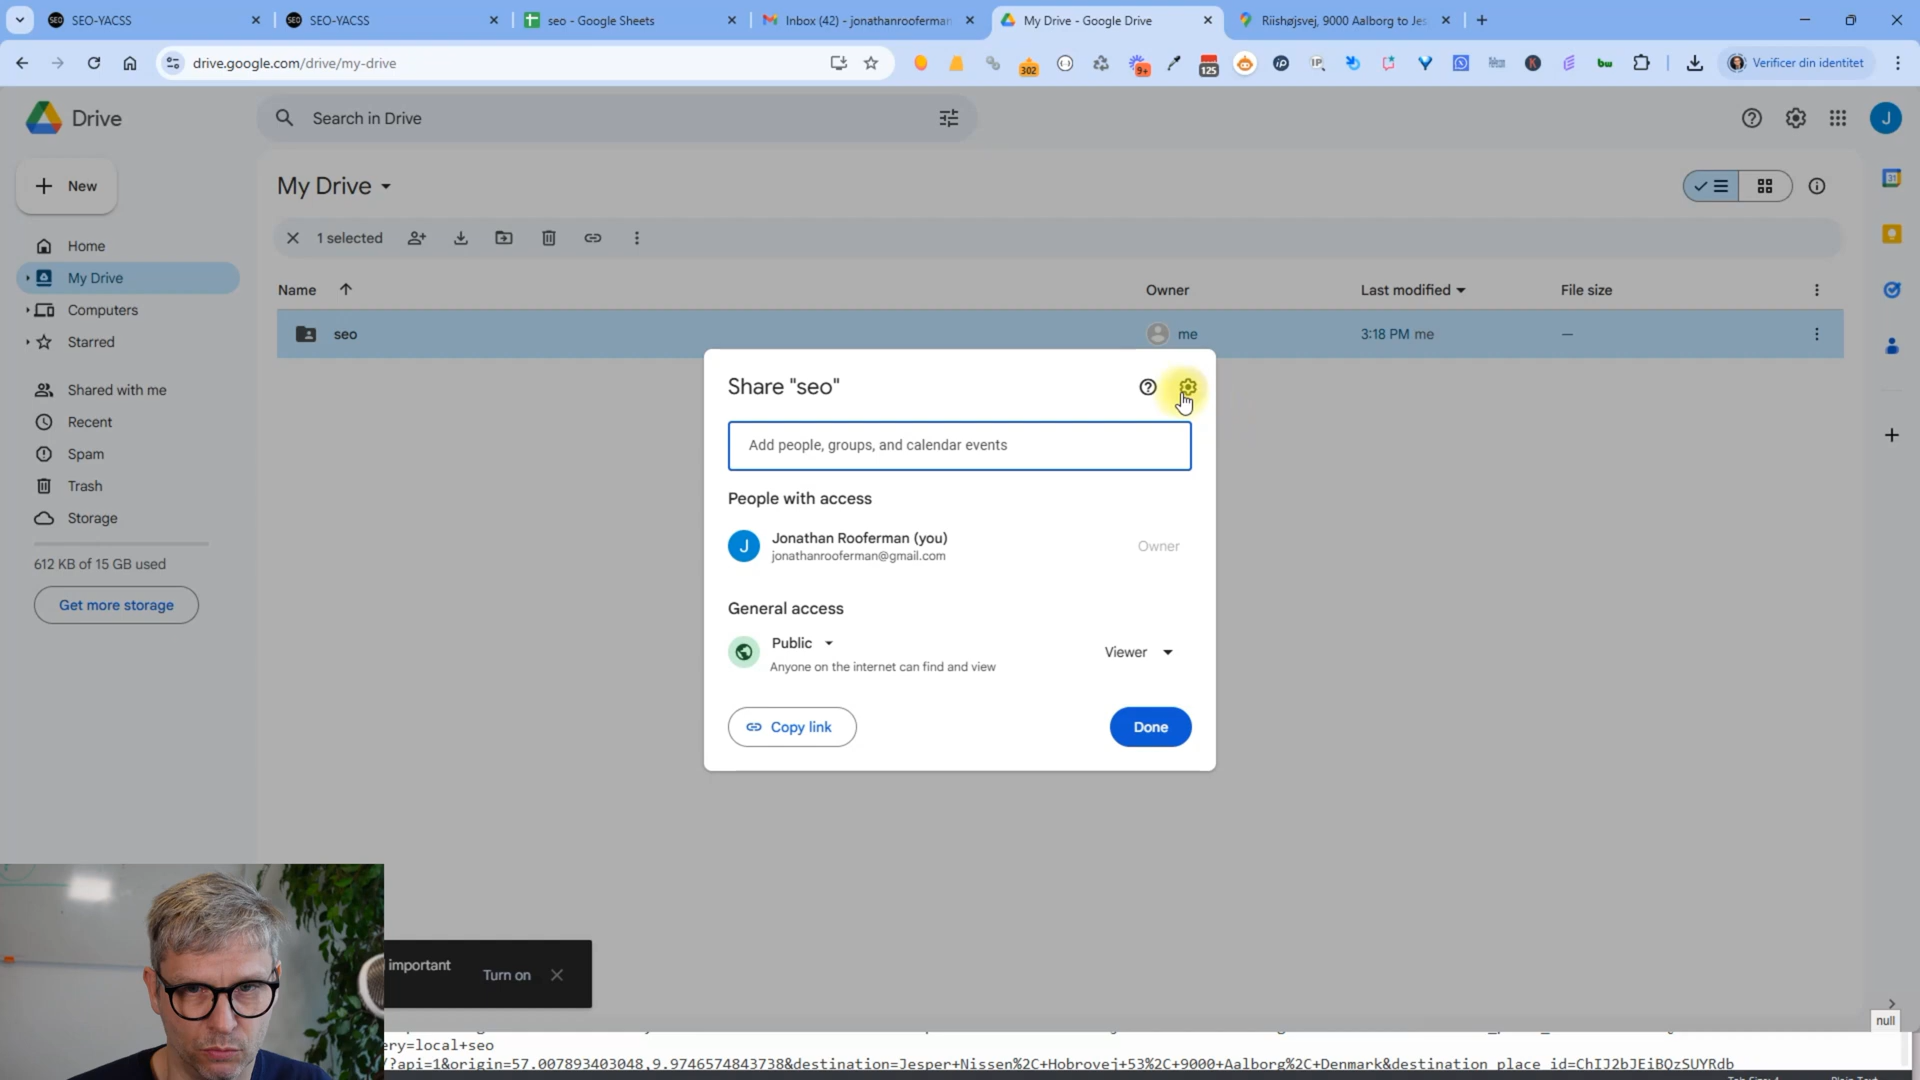 SEO-YACSS
SEO-YACSS
seo - Google Sheets
Inbox (42) - jonathanrooferman
My Drive - Google Drive
Riishøjsvej, 9000 Aalborg to Jes
drive.google.com/drive/my-drive
302
9+
125
Verificer din identitet
Drive
Search in Drive
J
New
My Drive
1 selected
Home
My Drive
Computers
Starred
Shared with me
Recent
Spam
Trash
Storage
612 KB of 15 GB used
Get more storage
Name
Owner
Last modified
File size
seo
me
3:18 PM me
Share "seo"
Add people, groups, and calendar events
People with access
J
Jonathan Rooferman (you)
jonathanrooferman@gmail.com
Owner
General access
Public
Anyone on the internet can find and view
Viewer
Copy link
Done
important
Turn on
null
ery=local+seo
/?api=1&origin=57.007893403048,9.9746574843738&destination=Jesper+Nissen%2C+Hobrovej+53%2C+9000+Aalborg%2C+Denmark&destination_place_id=ChIJ2bJEiBQzSUYRdb